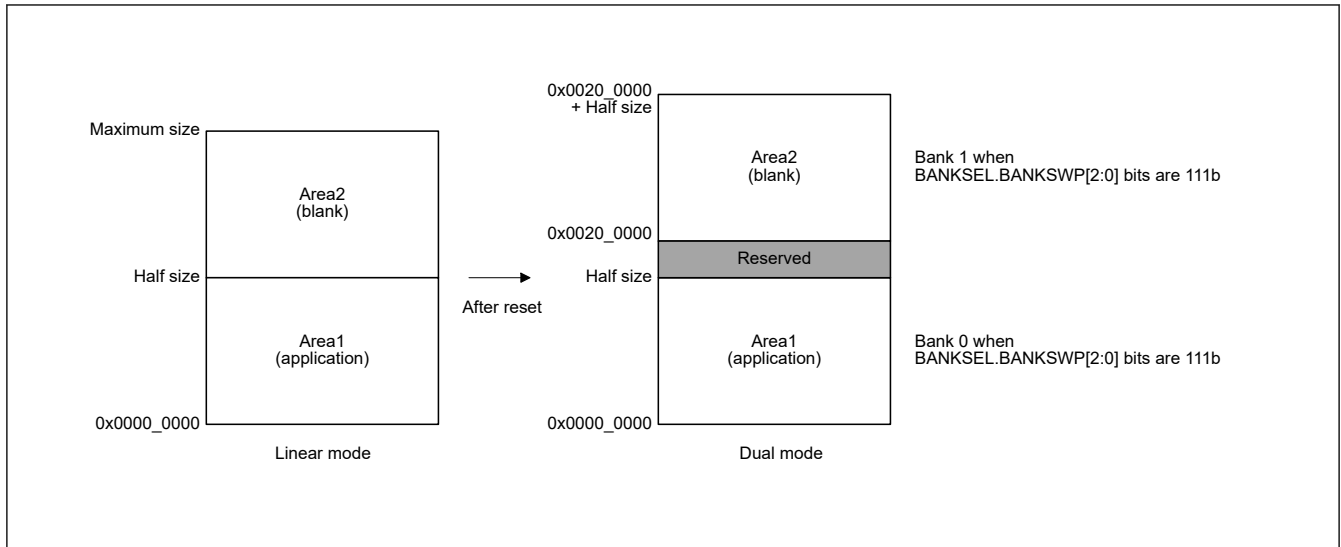 Maximum size
Area2
(blank)
Half size
Area1
(application)
0x0000_0000
Linear mode
After reset
0x0020_0000
+ Half size
Area2
(blank)
Bank 1 when
BANKSEL.BANKSWP[2:0] bits are 111b
0x0020_0000
Reserved
Half size
Area1
(application)
Bank 0 when
BANKSEL.BANKSWP[2:0] bits are 111b
0x0000_0000
Dual mode